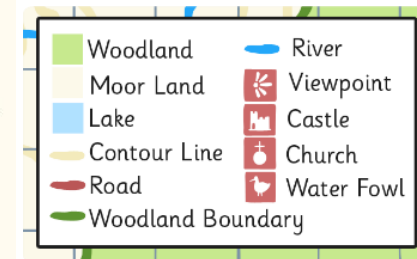 Woodland
Moor Land
Lake
Contour Line
Road
Woodland Boundary
River
Viewpoint
Castle
Church
Water Fowl